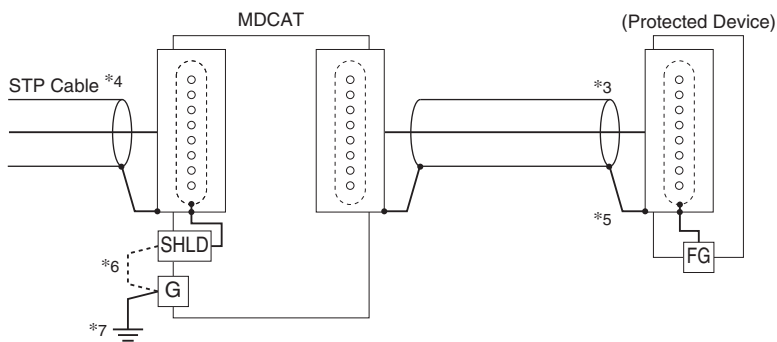 MDCAT
(Protected Device)
STP Cable *4
*3
*5
SHLD
*6
FG
G
*7